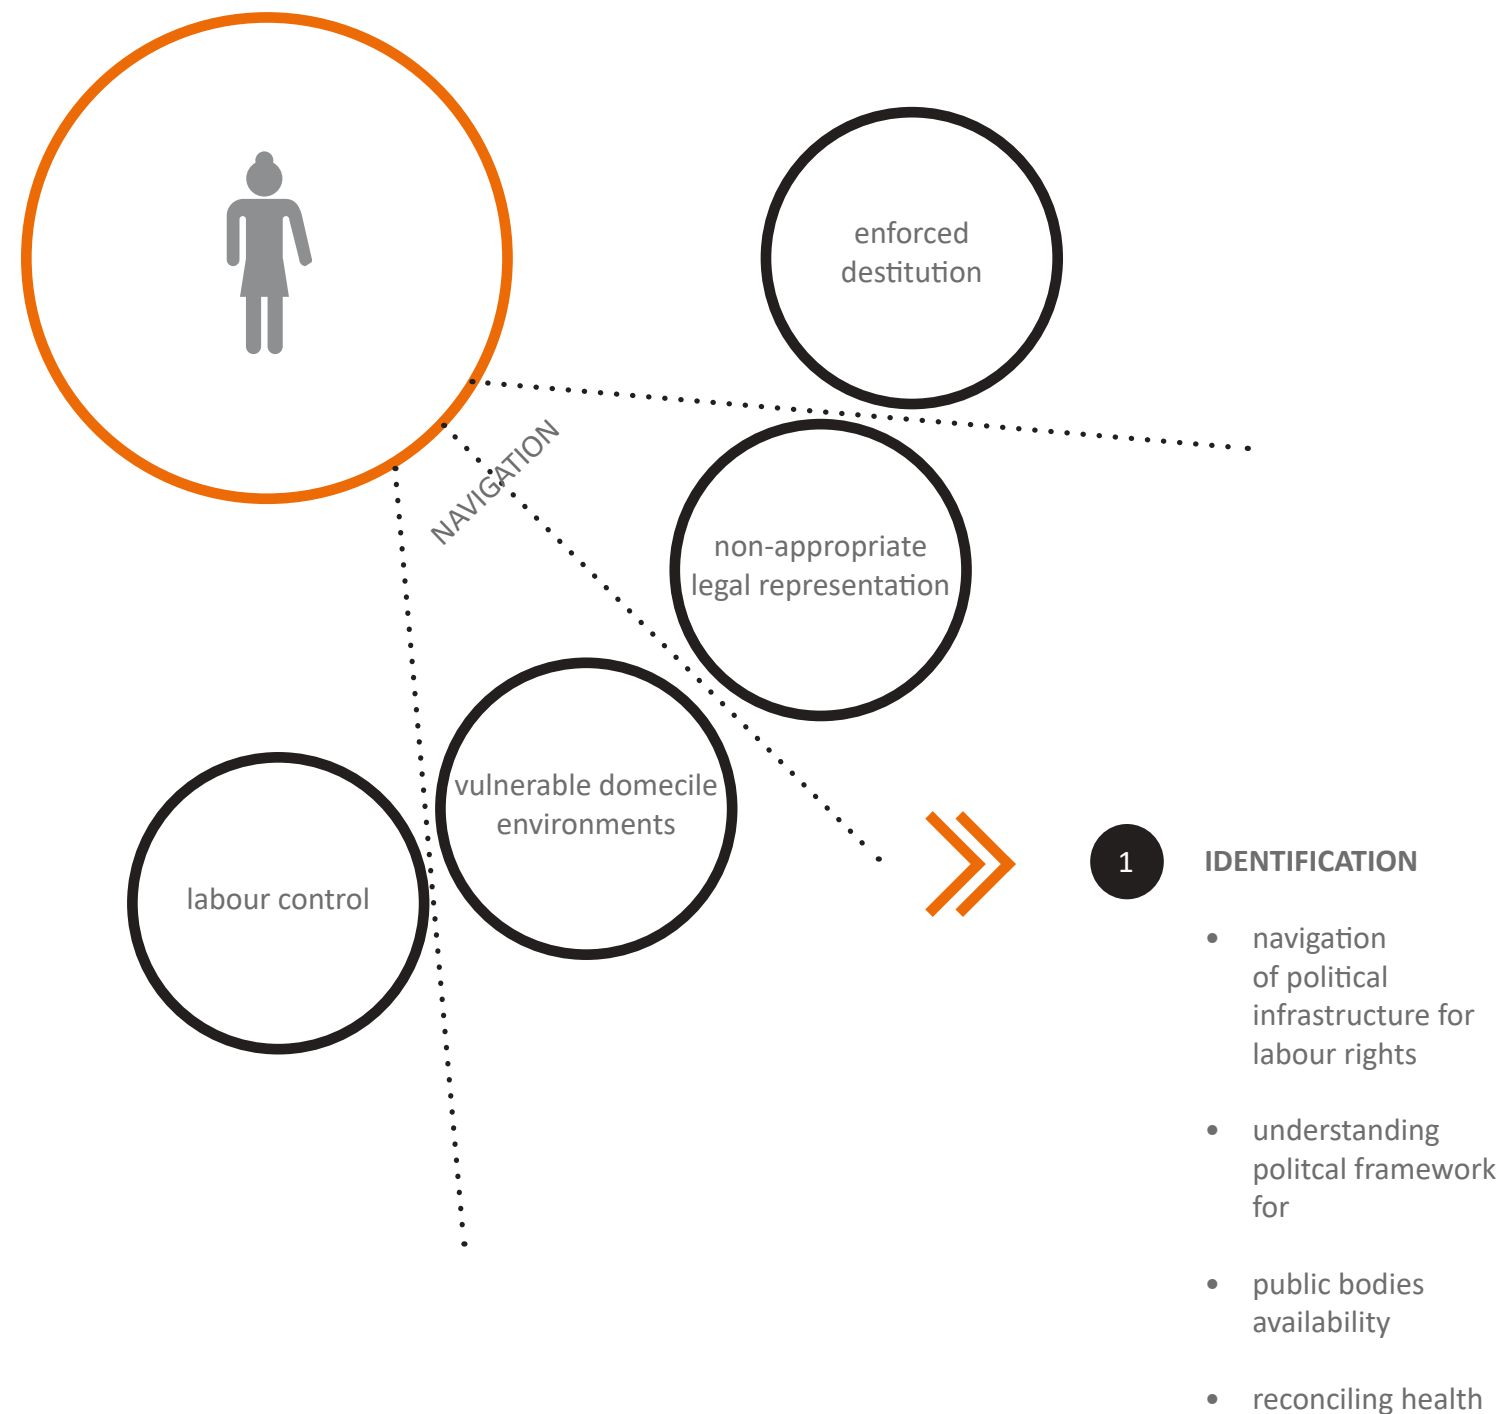 enforced
destitution
NAVIGATION
non-appropriate
legal representation
vulnerable domecile
environments
labour control
1
IDENTIFICATION
• navigation
of political
infrastructure for
labour rights
• understanding
politcal framework
for
• public bodies
availability
• reconciling health